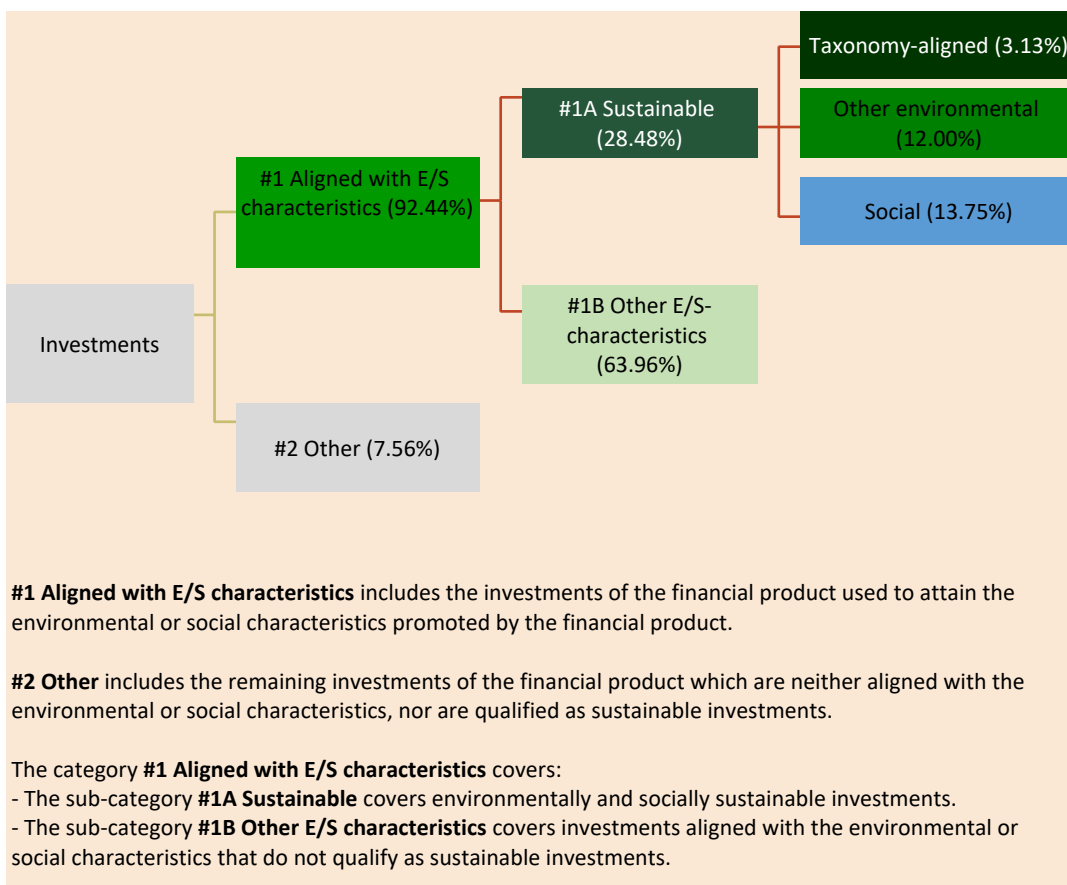 Taxonomy-aligned (3.13%)
#1A Sustainable
(28.48%)
Other environmental
(12.00%)
#1 Aligned with E/S
characteristics (92.44%)
Social (13.75%)
#1B Other E/S-
characteristics
(63.96%)
Investments
#2 Other (7.56%)
#1 Aligned with E/S characteristics includes the investments of the financial product used to attain the
environmental or social characteristics promoted by the financial product.
#2 Other includes the remaining investments of the financial product which are neither aligned with the
environmental or social characteristics, nor are qualified as sustainable investments.
The category #1 Aligned with E/S characteristics covers:
- The sub-category #1A Sustainable covers environmentally and socially sustainable investments.
- The sub-category #1B Other E/S characteristics covers investments aligned with the environmental or
social characteristics that do not qualify as sustainable investments.